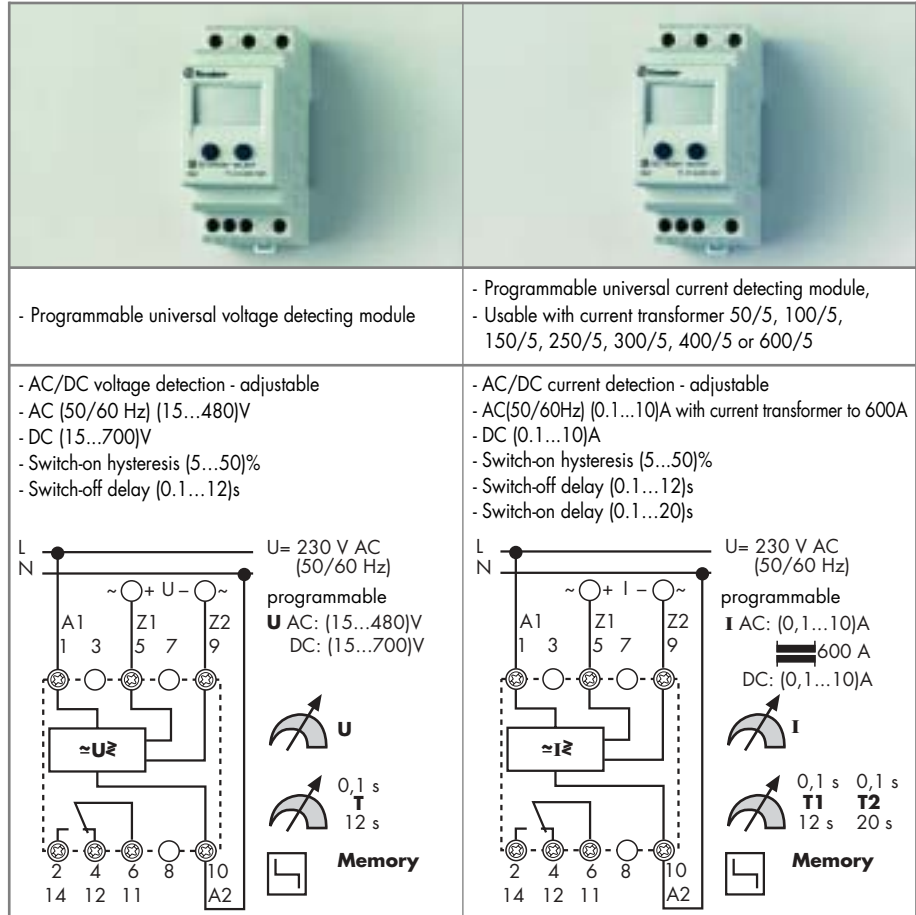 - Programmable universal voltage detecting module
- Programmable universal current detecting module,
- Usable with current transformer 50/5, 100/5,
150/5, 250/5, 300/5, 400/5 or 600/5
- AC/DC voltage detection - adjustable
- AC (50/60 Hz) (15...480)V
- DC (15...700)V
- Switch-on hysteresis (5...50)%
- Switch-off delay (0.1...12)s
- AC/DC current detection - adjustable
- AC(50/60Hz) (0.1...10)A with current transformer to 600A
- DC (0.1...10)A
- Switch-on hysteresis (5...50)%
- Switch-off delay (0.1...12)s
- Switch-on delay (0.1...20)s
L
N
U= 230 V AC
(50/60 Hz)
~ + U – ~
programmable
U AC: (15...480)V
DC: (15...700)V
A1 Z1 Z2
1 3 5 7 9
≃U≷
U
0,1 s
T
12 s
Memory
2 4 6 8 10
14 12 11 A2
L
N
U= 230 V AC
(50/60 Hz)
~ + I – ~
programmable
I AC: (0,1...10)A
600 A
DC: (0,1...10)A
A1 Z1 Z2
1 3 5 7 9
≃I≷
I
0,1 s 0,1 s
T1 T2
12 s 20 s
Memory
2 4 6 8 10
14 12 11 A2